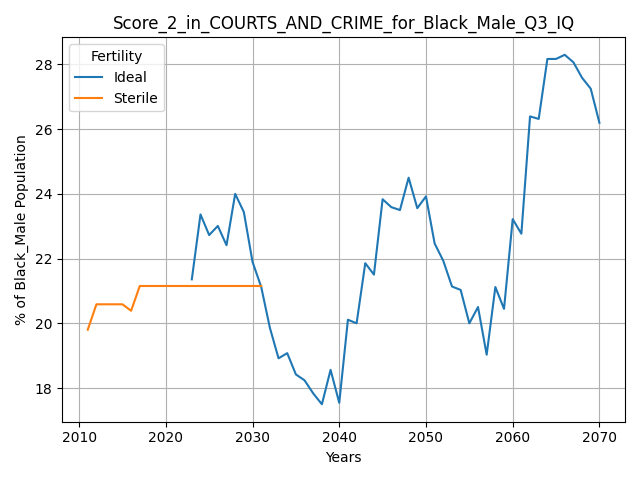 Score_2_in_COURTS_AND_CRIME_for_Black_Male_Q3_IQ
Fertility
Ideal
Sterile
% of Black_Male Population
28
26
24
22
20
18
2010 2020 2030 2040 2050 2060 2070
Years